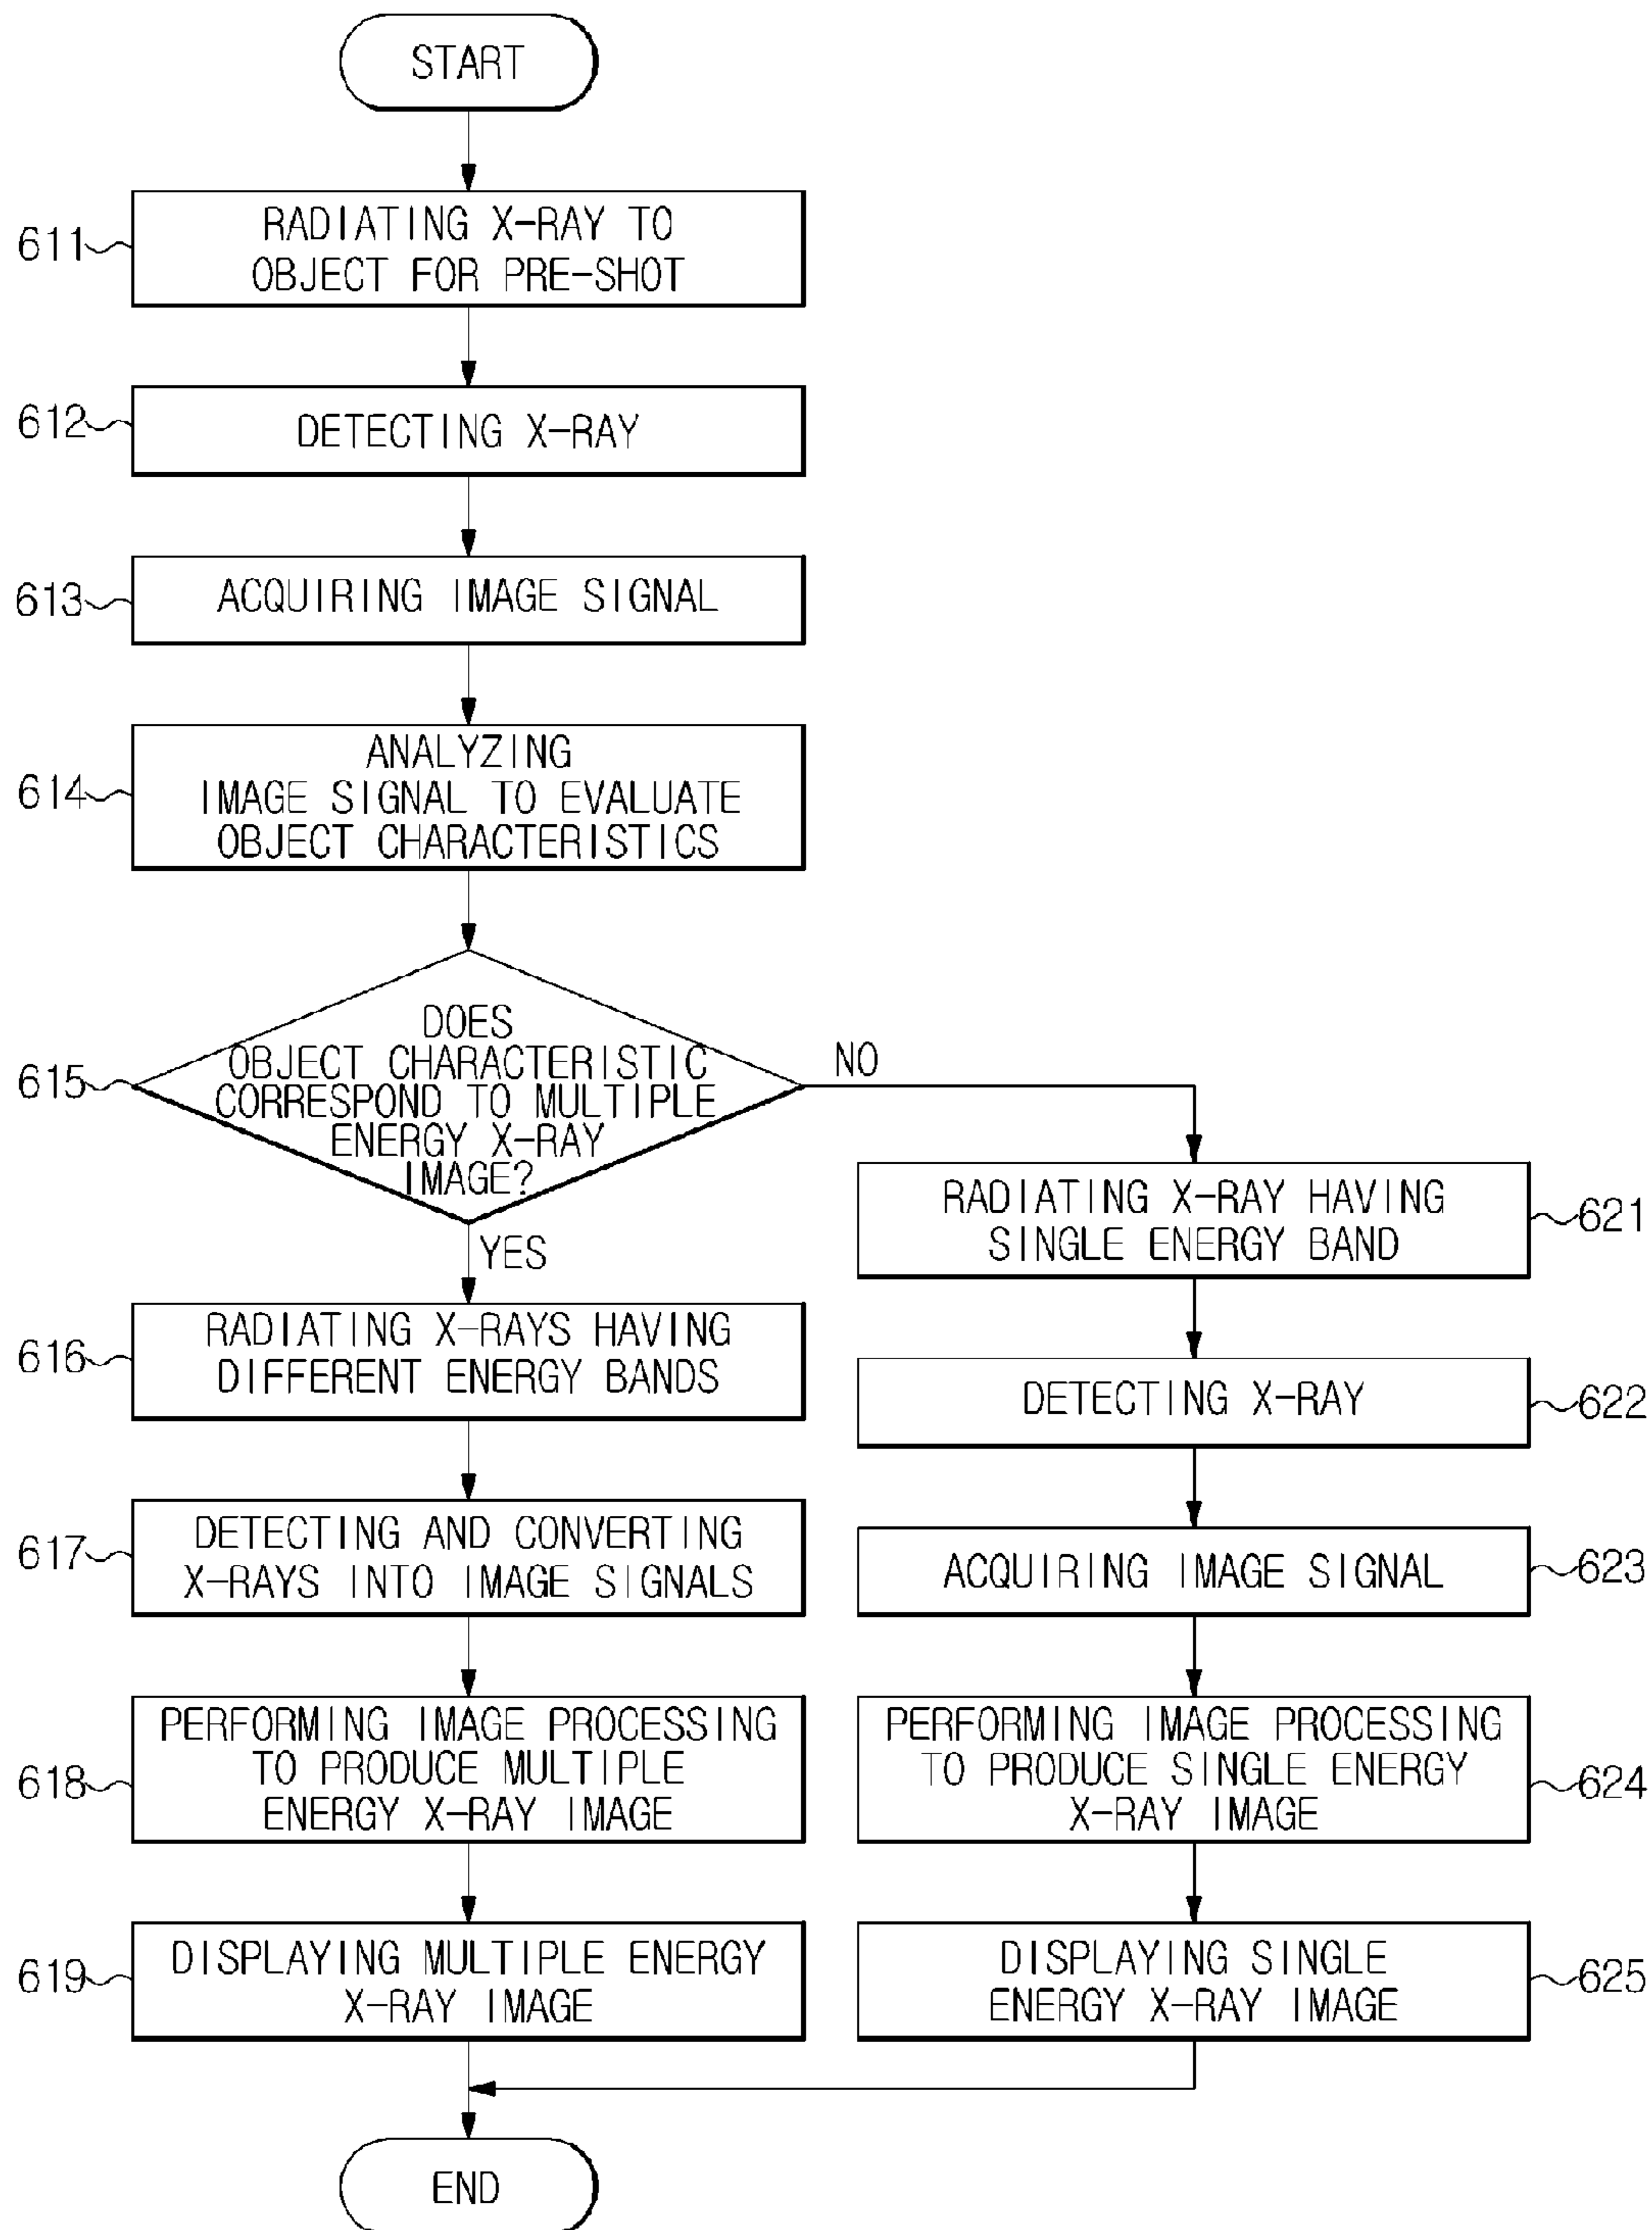 START
611
RADIATING X-RAY TO
OBJECT FOR PRE-SHOT
612
DETECTING X-RAY
613
ACQUIRING IMAGE SIGNAL
614
ANALYZING
IMAGE SIGNAL TO EVALUATE
OBJECT CHARACTERISTICS
615
DOES
OBJECT CHARACTERISTIC
CORRESPOND TO MULTIPLE
ENERGY X-RAY
IMAGE?
NO
YES
616
RADIATING X-RAYS HAVING
DIFFERENT ENERGY BANDS
617
DETECTING AND CONVERTING
X-RAYS INTO IMAGE SIGNALS
618
PERFORMING IMAGE PROCESSING
TO PRODUCE MULTIPLE
ENERGY X-RAY IMAGE
619
DISPLAYING MULTIPLE ENERGY
X-RAY IMAGE
RADIATING X-RAY HAVING
SINGLE ENERGY BAND
621
DETECTING X-RAY
622
ACQUIRING IMAGE SIGNAL
623
PERFORMING IMAGE PROCESSING
TO PRODUCE SINGLE ENERGY
X-RAY IMAGE
624
DISPLAYING SINGLE
ENERGY X-RAY IMAGE
625
END